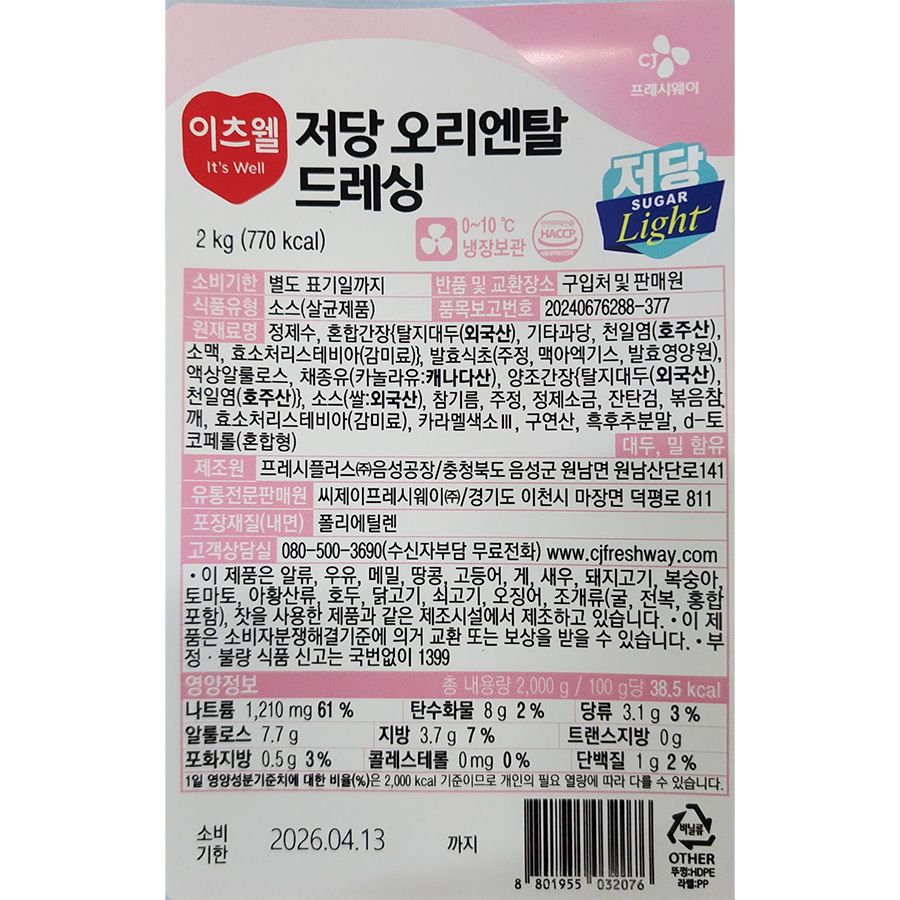 CJ
프레시웨이
이츠웰
It's Well
저당 오리엔탈
드레싱
저당
SUGAR
Light
2 kg (770 kcal)
0~10 ℃
냉장보관
HACCP
소비기한 별도 표기일까지 반품 및 교환장소 구입처 및 판매원
식품유형 소스(살균제품) 품목보고번호 20240676288-377
원재료명 정제수, 혼합간장{탈지대두(외국산), 기타과당, 천일염(호주산),
소맥, 효소처리스테비아(감미료)}, 발효식초(주정, 맥아엑기스, 발효영양원),
액상알룰로스, 채종유(카놀라유:캐나다산), 양조간장{탈지대두(외국산),
천일염(호주산)}, 소스(쌀:외국산), 참기름, 주정, 정제소금, 잔탄검, 볶음참
깨, 효소처리스테비아(감미료), 카라멜색소Ⅲ, 구연산, 흑후추분말, d-토
코페롤(혼합형)
대두, 밀 함유
제조원 프레시플러스㈜음성공장/충청북도 음성군 원남면 원남산단로141
유통전문판매원 씨제이프레시웨이㈜/경기도 이천시 마장면 덕평로 811
포장재질(내면) 폴리에틸렌
고객상담실 080-500-3690(수신자부담 무료전화) www.cjfreshway.com
• 이 제품은 알류, 우유, 메밀, 땅콩, 고등어, 게, 새우, 돼지고기, 복숭아,
토마토, 아황산류, 호두, 닭고기, 쇠고기, 오징어, 조개류(굴, 전복, 홍합
포함), 잣을 사용한 제품과 같은 제조시설에서 제조하고 있습니다. • 이 제
품은 소비자분쟁해결기준에 의거 교환 또는 보상을 받을 수 있습니다. • 부
정 · 불량 식품 신고는 국번없이 1399
영양정보 총 내용량 2,000 g / 100 g당 38.5 kcal
나트륨 1,210 mg 61 % 탄수화물 8 g 2 % 당류 3.1 g 3 %
알룰로스 7.7 g 지방 3.7 g 7 % 트랜스지방 0 g
포화지방 0.5 g 3% 콜레스테롤 0 mg 0 % 단백질 1 g 2 %
1일 영양성분기준치에 대한 비율(%)은 2,000 kcal 기준이므로 개인의 필요 열량에 따라 다를 수 있습니다.
소비
기한
2026.04.13 까지
8 801955 032076
비닐류
OTHER
뚜껑:HDPE
라벨:PP